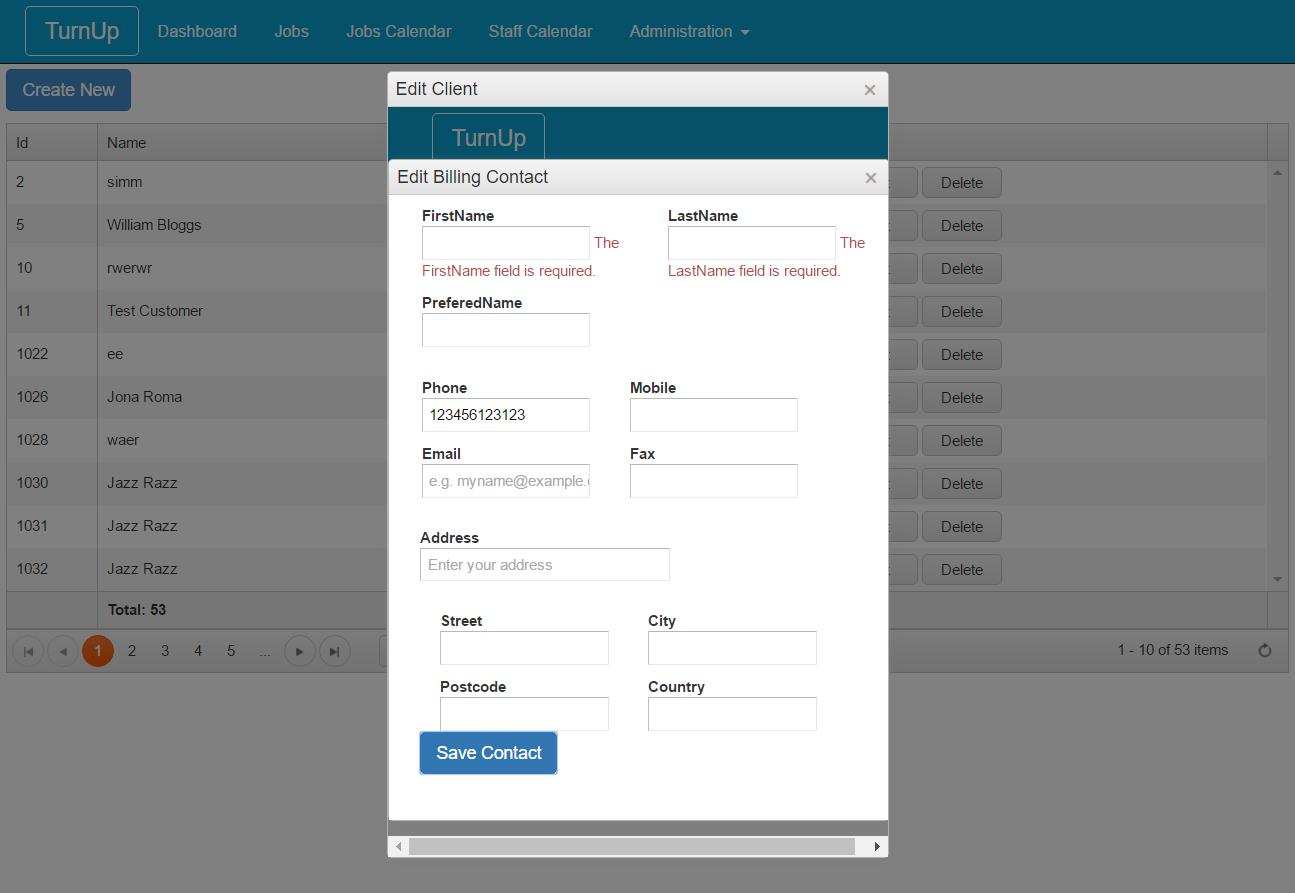 TurnUp Dashboard Jobs Jobs Calendar Staff Calendar Administration
Create New
Edit Client
TurnUp
Id Name
Edit Billing Contact
2 simm Delete
5 William Bloggs Delete
10 rwerwr Delete
11 Test Customer Delete
1022 ee Delete
1026 Jona Roma Delete
1028 waer Delete
1030 Jazz Razz Delete
1031 Jazz Razz Delete
1032 Jazz Razz Delete
Total: 53
1 2 3 4 5 ...
1 - 10 of 53 items
FirstName LastName
The The
FirstName field is required. LastName field is required.
PreferedName
Phone Mobile
123456123123
Email Fax
e.g. myname@example.
Address
Enter your address
Street City
Postcode Country
Save Contact